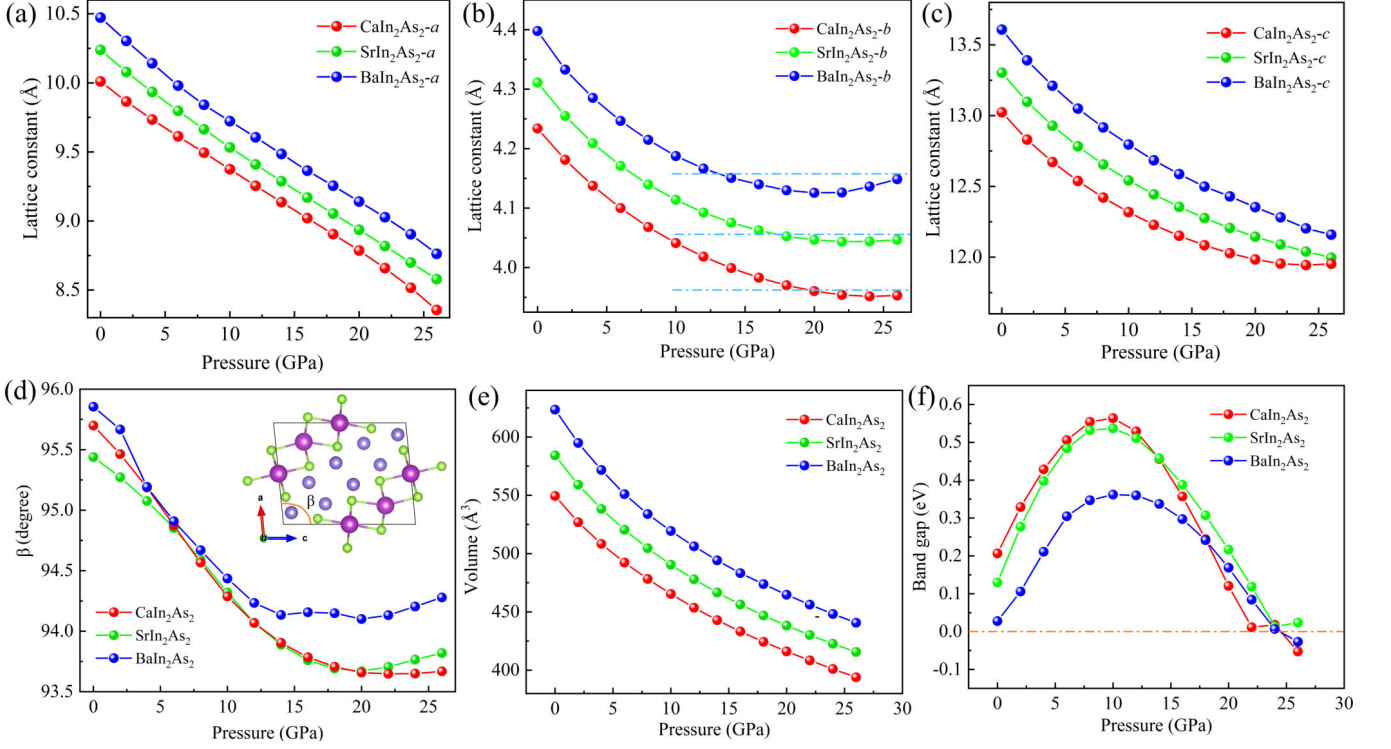 (a)
10.5
10.0
9.5
9.0
8.5
Lattice constant (Å)
CaIn₂As₂-a
SrIn₂As₂-a
BaIn₂As₂-a
0 5 10 15 20 25
Pressure (GPa)
(b)
4.4
4.3
4.2
4.1
4.0
Lattice constant (Å)
CaIn₂As₂-b
SrIn₂As₂-b
BaIn₂As₂-b
0 5 10 15 20 25
Pressure (GPa)
(c)
13.5
13.0
12.5
12.0
Lattice constant (Å)
CaIn₂As₂-c
SrIn₂As₂-c
BaIn₂As₂-c
0 5 10 15 20 25
Pressure (GPa)
(d)
96.0
95.5
95.0
94.5
94.0
93.5
β (degree)
β
a
c
CaIn₂As₂
SrIn₂As₂
BaIn₂As₂
0 5 10 15 20 25
Pressure (GPa)
(e)
600
550
500
450
400
Volume (Å³)
CaIn₂As₂
SrIn₂As₂
BaIn₂As₂
-
0 5 10 15 20 25 30
Pressure (GPa)
(f)
0.6
0.5
0.4
0.3
0.2
0.1
0.0
-0.1
Band gap (eV)
CaIn₂As₂
SrIn₂As₂
BaIn₂As₂
0 5 10 15 20 25 30
Pressure (GPa)